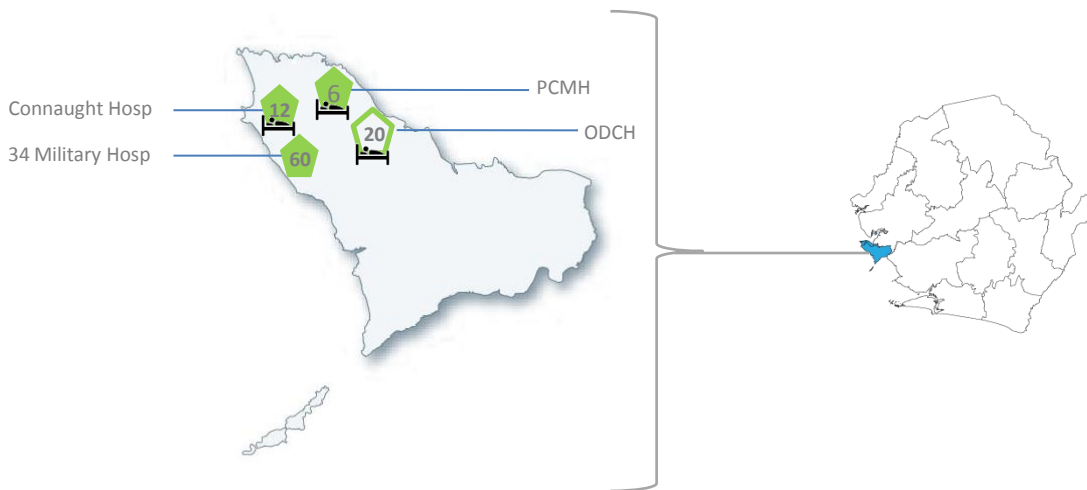 PCMH
6
Connaught Hosp
12
20
ODCH
34 Military Hosp
60